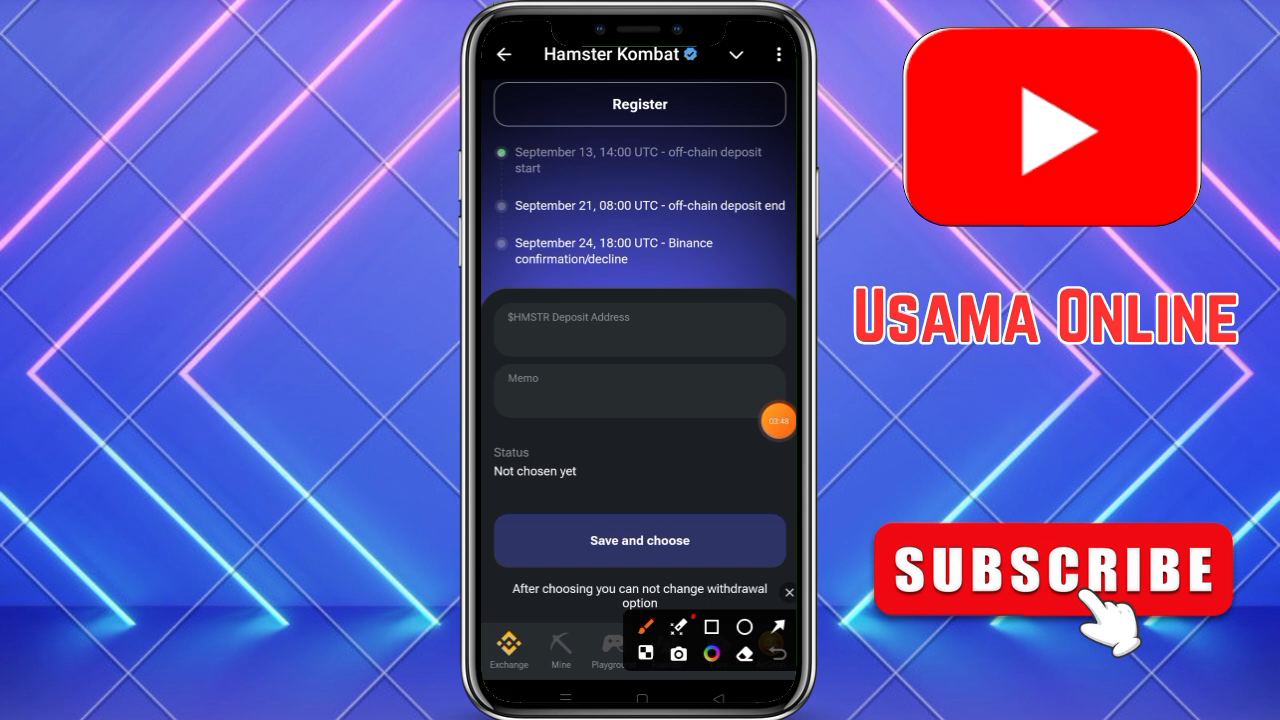 Hamster Kombat
Register
September 13, 14:00 UTC - off-chain deposit
start
September 21, 08:00 UTC - off-chain deposit end
September 24, 18:00 UTC - Binance
confirmation/decline
$HMSTR Deposit Address
Memo
03:48
Status
Not chosen yet
Save and choose
After choosing you can not change withdrawal
option
Exchange
Mine
USAMA ONLINE
SUBSCRIBE